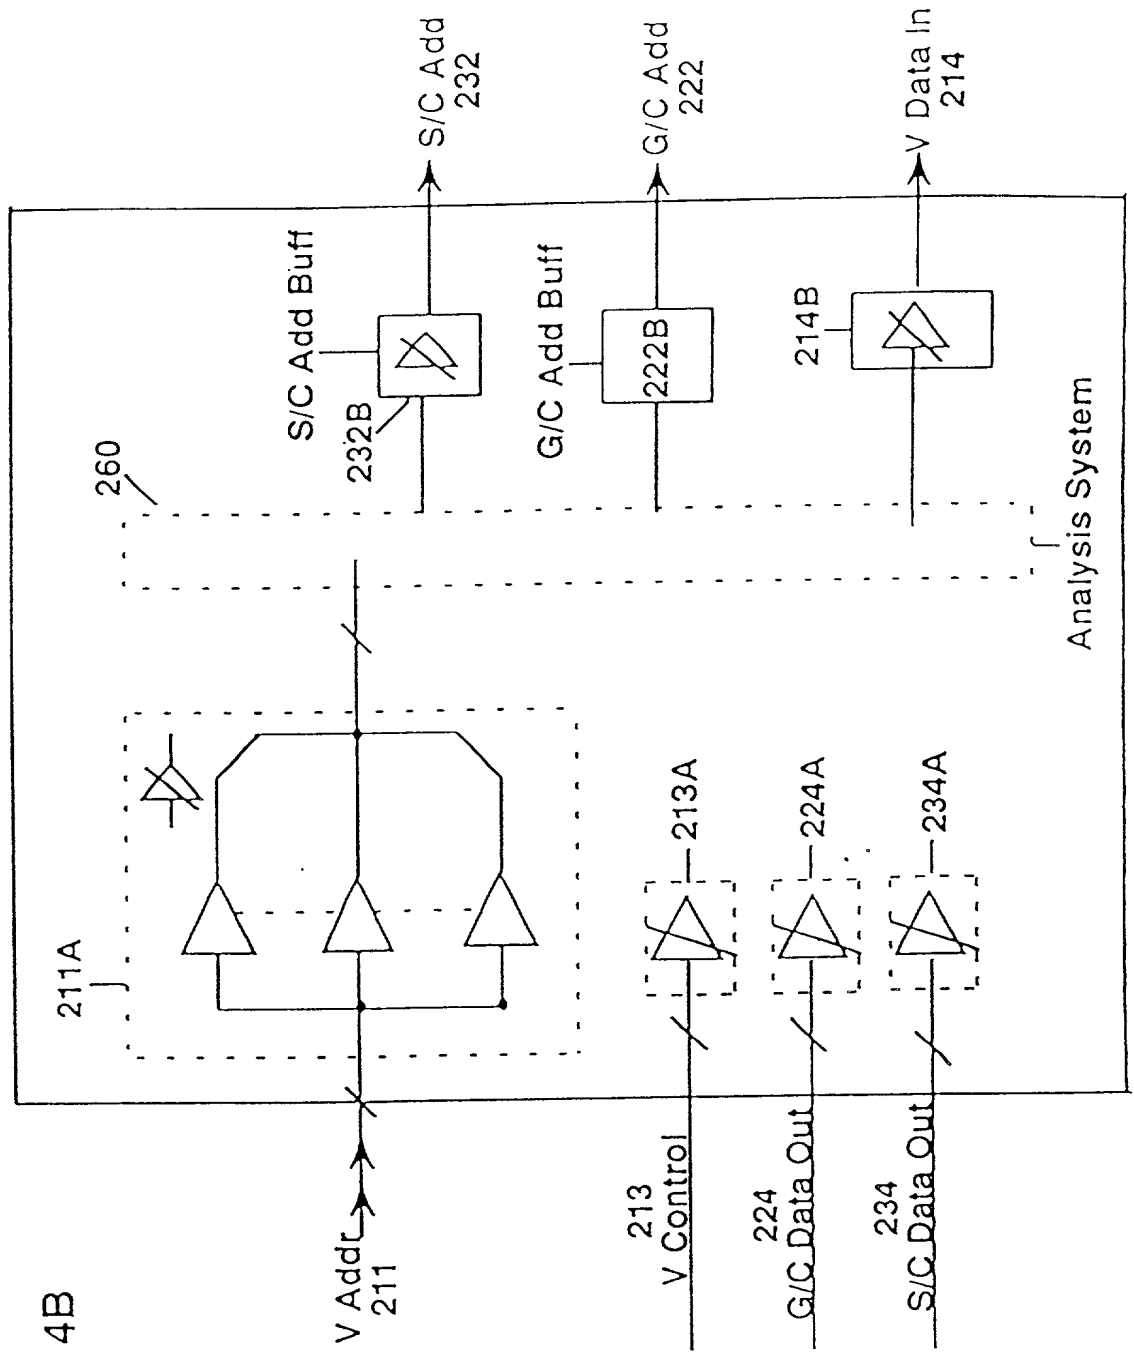 4B
V Addr
211
213
V Control
224
G/C Data Out
234
S/C Data Out
211A
213A
224A
234A
260
Analysis System
S/C Add Buff
232B
G/C Add Buff
222B
214B
S/C Add
232
G/C Add
222
V Data In
214